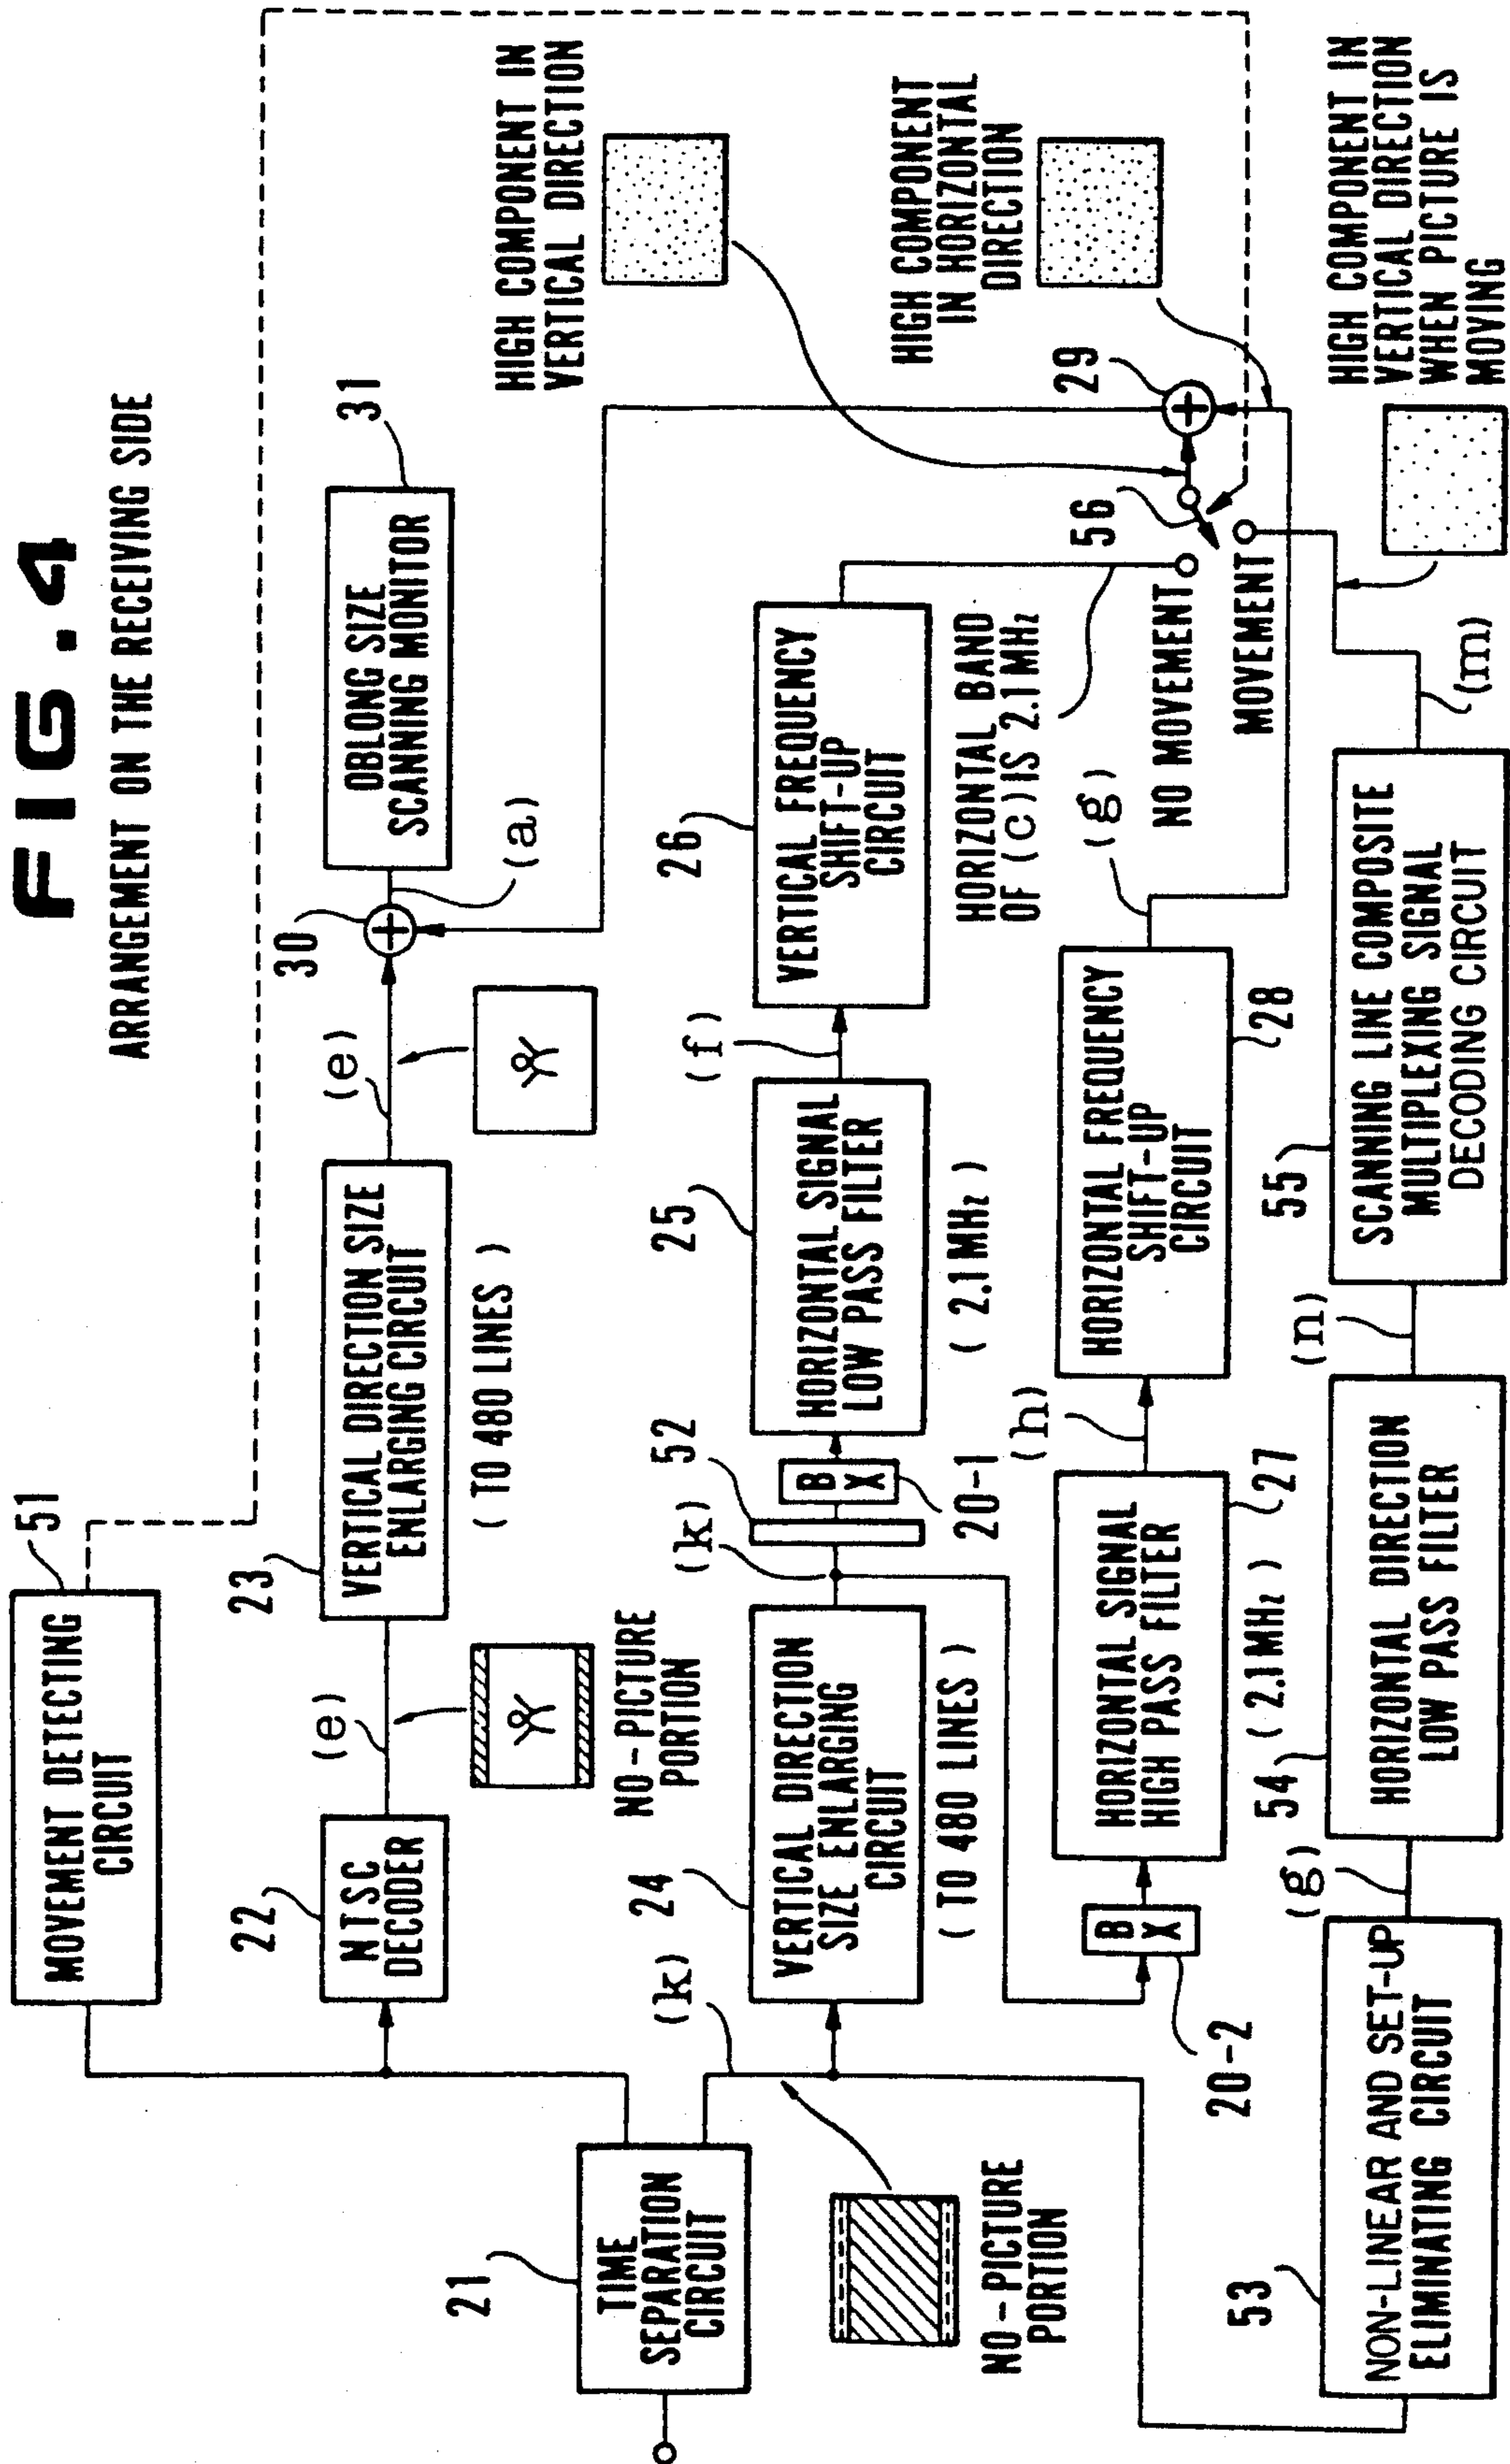 FIG.4
ARRANGEMENT ON THE RECEIVING SIDE
51
MOVEMENT DETECTING
CIRCUIT
22
NTSC
DECODER
(e)
NO-PICTURE
PORTION
23
VERTICAL DIRECTION SIZE
ENLARGING CIRCUIT
( TO 480 LINES )
(e)
30
(a)
31
OBLONG SIZE
SCANNING MONITOR
HIGH COMPONENT IN
VERTICAL DIRECTION
21
TIME
SEPARATION
CIRCUIT
(k)
NO-PICTURE
PORTION
24
VERTICAL DIRECTION
SIZE ENLARGING
CIRCUIT
( TO 480 LINES )
(k)
52
B
X
20-1
25
HORIZONTAL SIGNAL
LOW PASS FILTER
( 2.1MHz )
(f)
26
VERTICAL FREQUENCY
SHIFT-UP
CIRCUIT
HORIZONTAL BAND
OF (c) IS 2.1MHz
HIGH COMPONENT
IN HORIZONTAL
DIRECTION
29
56
NO MOVEMENT
MOVEMENT
B
X
20-2
HORIZONTAL SIGNAL
HIGH PASS FILTER
27
( 2.1MHz )
(h)
HORIZONTAL FREQUENCY
SHIFT-UP
CIRCUIT
28
(g)
53
NON-LINEAR AND SET-UP
ELIMINATING CIRCUIT
(g)
54
HORIZONTAL DIRECTION
LOW PASS FILTER
(n)
55
SCANNING LINE COMPOSITE
MULTIPLEXING SIGNAL
DECODING CIRCUIT
(m)
HIGH COMPONENT IN
VERTICAL DIRECTION
WHEN PICTURE IS
MOVING